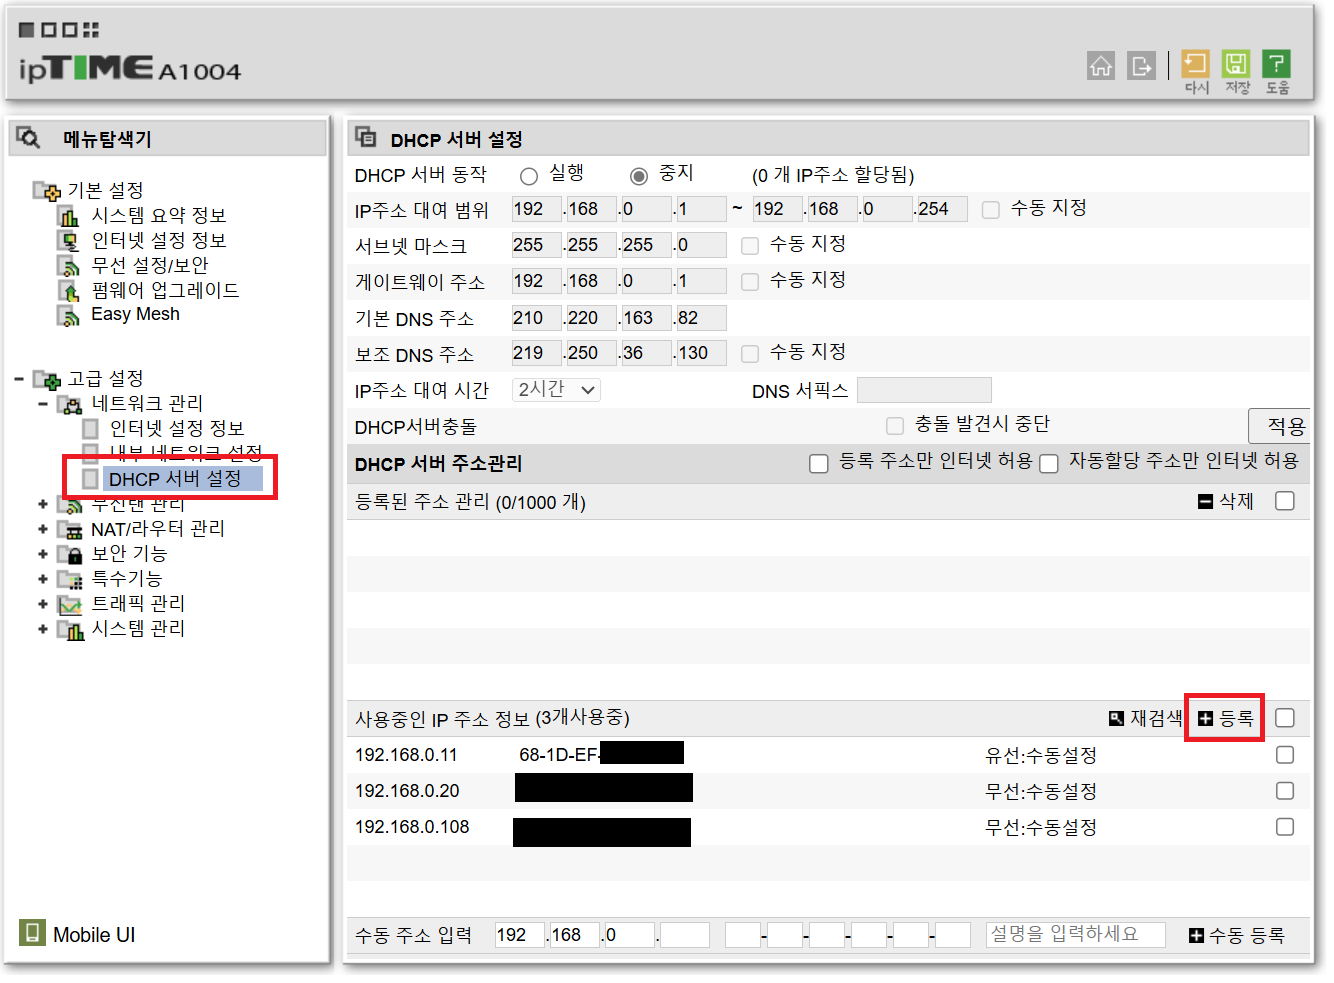 ipTIME A1004
다시 저장 도움
메뉴탐색기
기본 설정
시스템 요약 정보
인터넷 설정 정보
무선 설정/보안
펌웨어 업그레이드
Easy Mesh
고급 설정
네트워크 관리
인터넷 설정 정보
내부 네트워크 설정
DHCP 서버 설정
무선랜 관리
NAT/라우터 관리
보안 기능
특수기능
트래픽 관리
시스템 관리
Mobile UI
DHCP 서버 설정
DHCP 서버 동작 실행 중지 (0 개 IP주소 할당됨)
IP주소 대여 범위 192 .168 .0 .1 ~ 192 .168 .0 .254 수동 지정
서브넷 마스크 255 .255 .255 .0 수동 지정
게이트웨이 주소 192 .168 .0 .1 수동 지정
기본 DNS 주소 210 .220 .163 .82
보조 DNS 주소 219 .250 .36 .130 수동 지정
IP주소 대여 시간 2시간 DNS 서픽스
DHCP서버충돌 충돌 발견시 중단 적용
DHCP 서버 주소관리 등록 주소만 인터넷 허용 자동할당 주소만 인터넷 허용
등록된 주소 관리 (0/1000 개) 삭제
사용중인 IP 주소 정보 (3개사용중) 재검색 등록
192.168.0.11 68-1D-EF- 유선:수동설정
192.168.0.20 무선:수동설정
192.168.0.108 무선:수동설정
수동 주소 입력 192 .168 .0 . - - - - - 설명을 입력하세요 수동 등록